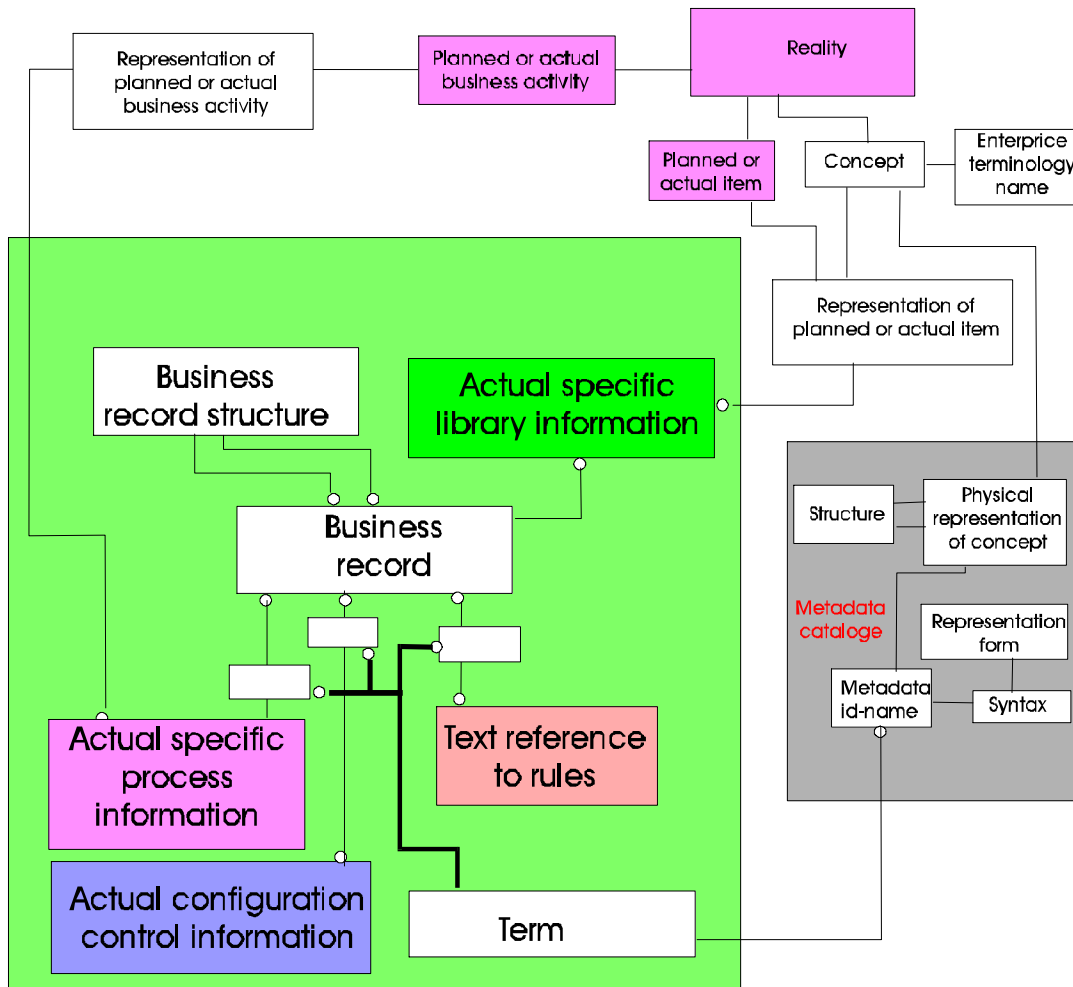 Representation of
planned or actual
business activity
Planned or actual
business activity
Reality
Planned or
actual item
Concept
Enterprice
terminology
name
Representation of
planned or actual item
Business
record structure
Actual specific
library information
Business
record
Structure
Physical
representation
of concept
Metadata
cataloge
Representation
form
Metadata
id-name
Syntax
Actual specific
process
information
Text reference
to rules
Actual configuration
control information
Term